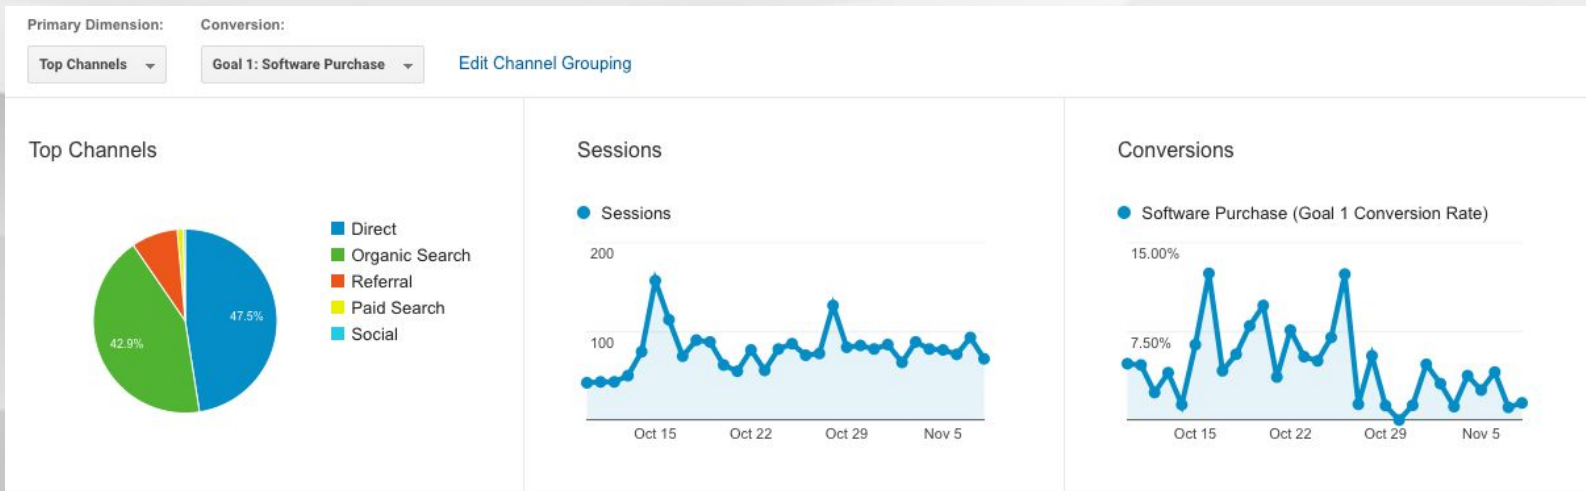 Primary Dimension:
Conversion:
Top Channels
Goal 1: Software Purchase
Edit Channel Grouping
Top Channels
47.5%
42.9%
Direct
Organic Search
Referral
Paid Search
Social
Sessions
Sessions
200
100
Oct 15
Oct 22
Oct 29
Nov 5
Conversions
Software Purchase (Goal 1 Conversion Rate)
15.00%
7.50%
Oct 15
Oct 22
Oct 29
Nov 5